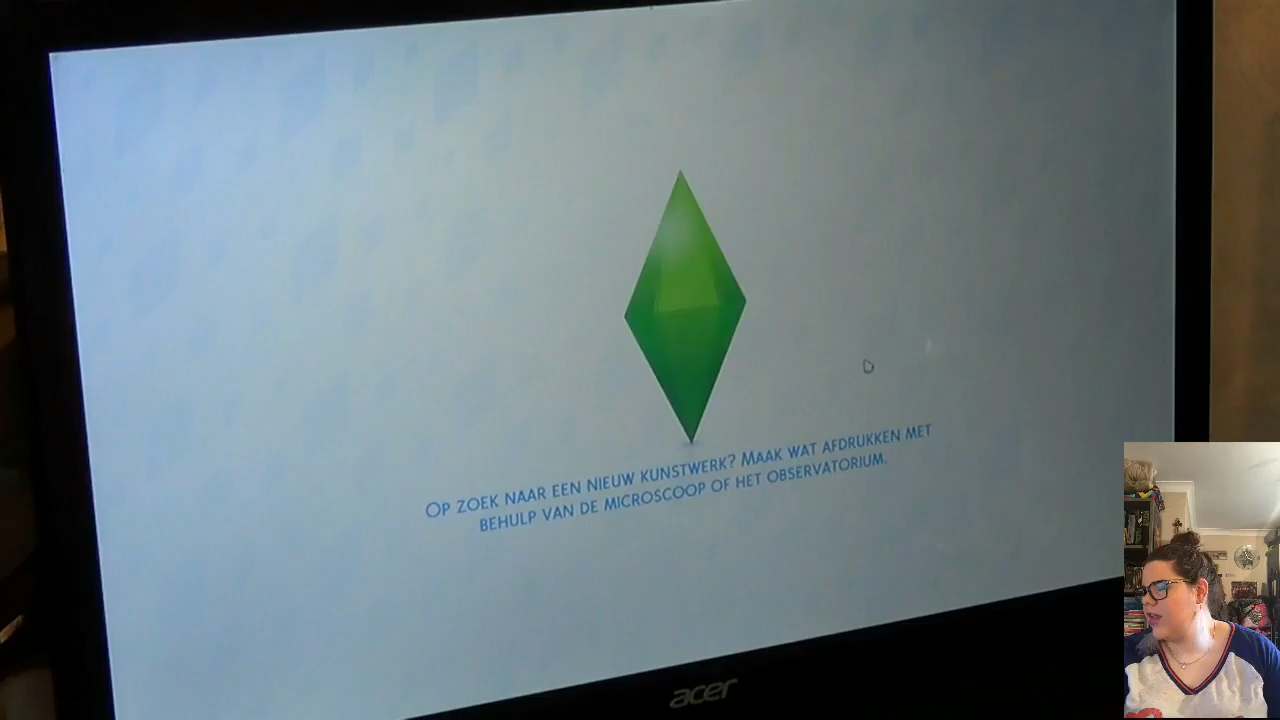 Op zoek naar een nieuw kunstwerk? Maak wat afdrukken met
behulp van de microscoop of het observatorium.
acer